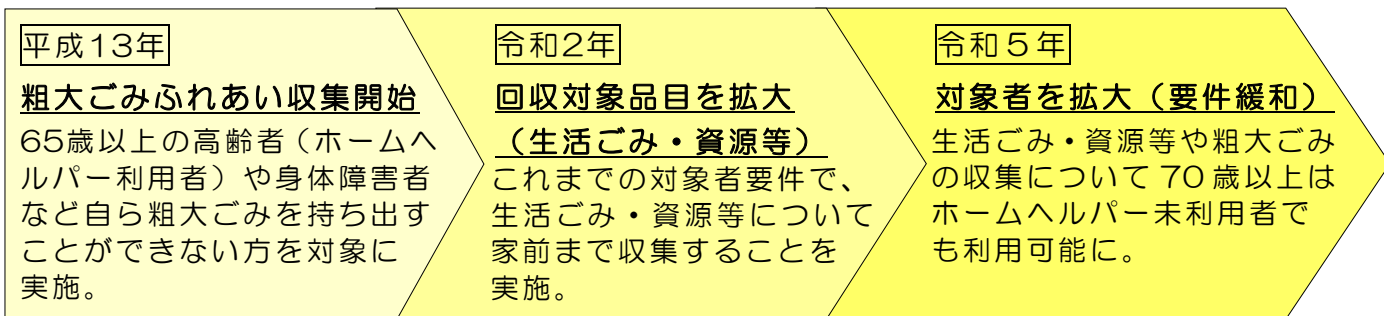 平成13年
粗大ごみふれあい収集開始
65歳以上の高齢者（ホームヘ
ルパー利用者）や身体障害者
など自ら粗大ごみを持ち出す
ことができない方を対象に
実施。
令和2年
回収対象品目を拡大
（生活ごみ・資源等）
これまでの対象者要件で、
生活ごみ・資源等について
家前まで収集することを
実施。
令和５年
対象者を拡大（要件緩和）
生活ごみ・資源等や粗大ごみ
の収集について 70 歳以上は
ホームヘルパー未利用者で
も利用可能に。